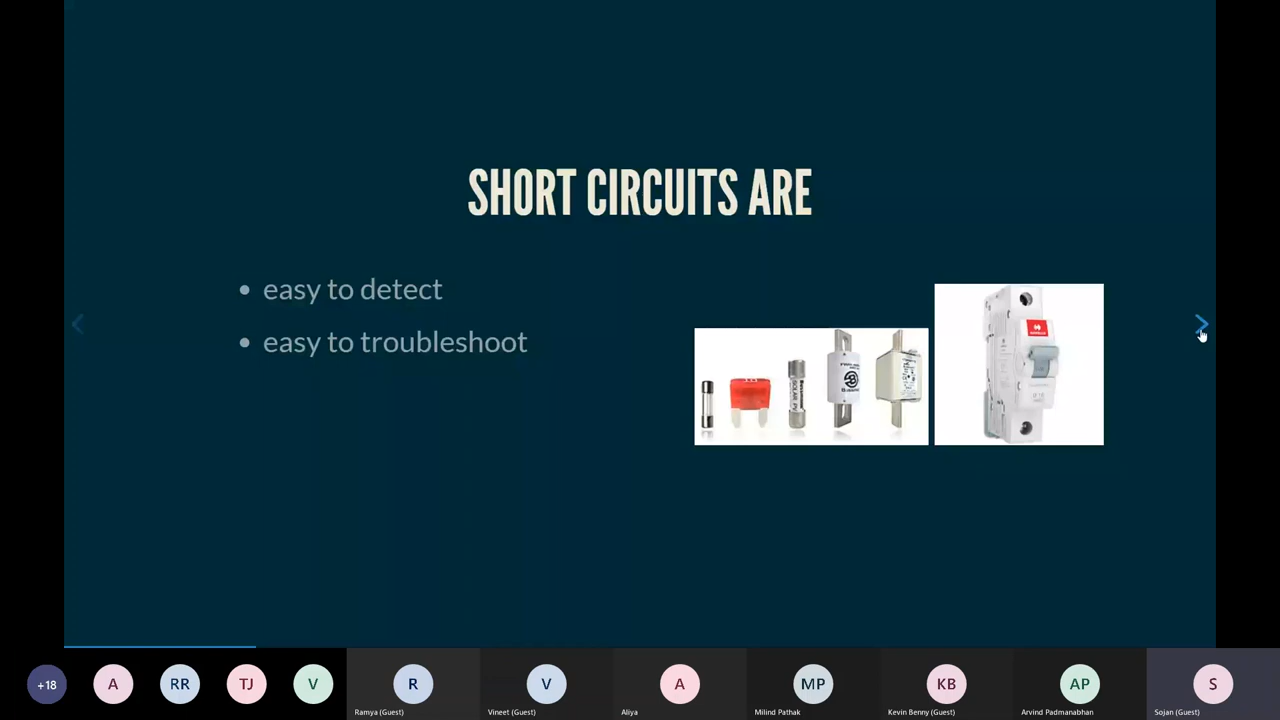 SHORT CIRCUITS ARE
easy to detect
easy to troubleshoot
+18
A
RR
TJ
V
R
V
A
MP
KB
AP
S
Ramya (Guest)
Vineet (Guest)
Aliya
Milind Pathak
Kevin Benny (Guest)
Arvind Padmanabhan
Sojan (Guest)